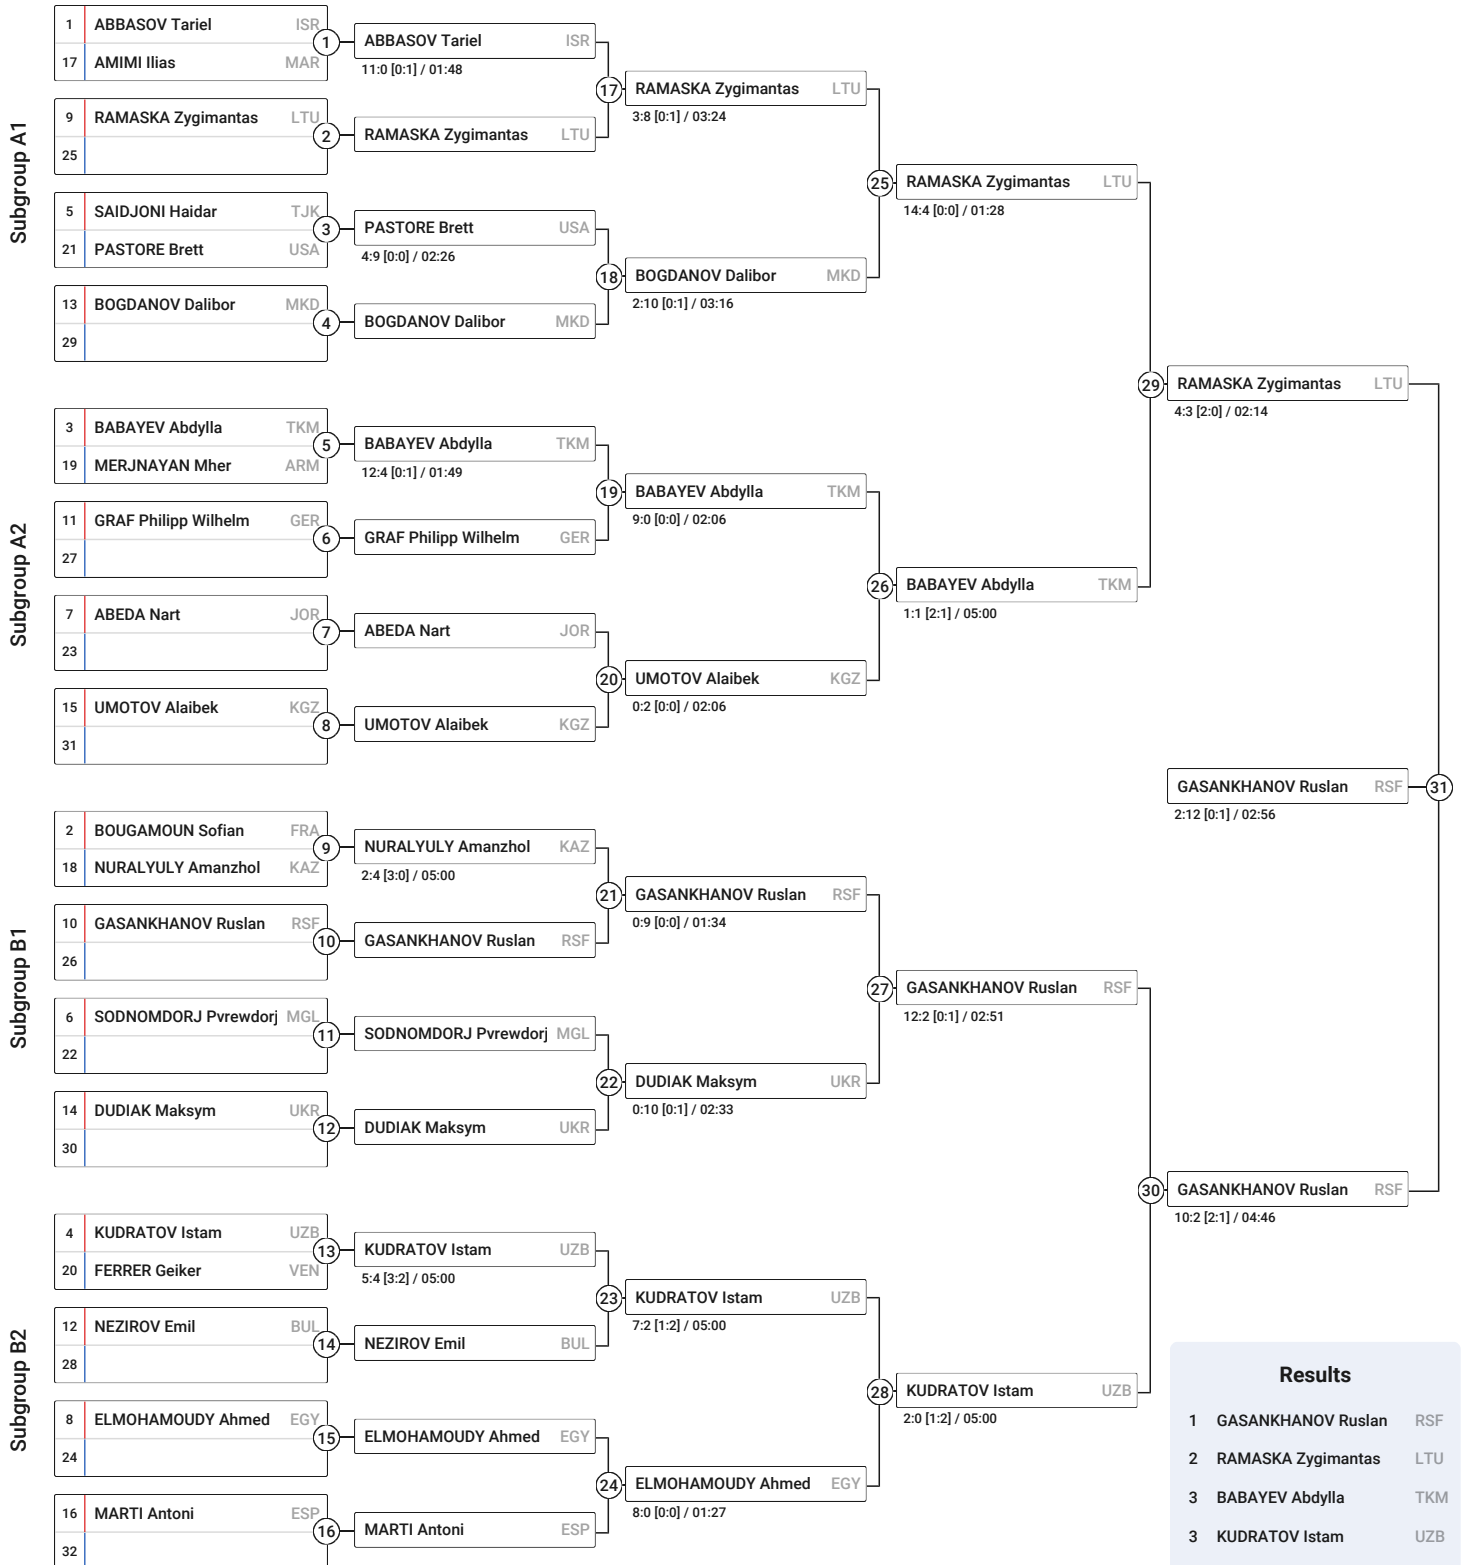 Subgroup A1
1 ABBASOV Tariel ISR
17 AMIMI Ilias MAR
1
ABBASOV Tariel ISR
11:0 [0:1] / 01:48
9 RAMASKA Zygimantas LTU
25
2
RAMASKA Zygimantas LTU
17
RAMASKA Zygimantas LTU
3:8 [0:1] / 03:24
5 SAIDJONI Haidar TJK
21 PASTORE Brett USA
3
PASTORE Brett USA
4:9 [0:0] / 02:26
13 BOGDANOV Dalibor MKD
29
4
BOGDANOV Dalibor MKD
18
BOGDANOV Dalibor MKD
2:10 [0:1] / 03:16
25
RAMASKA Zygimantas LTU
14:4 [0:0] / 01:28
Subgroup A2
3 BABAYEV Abdylla TKM
19 MERJNAYAN Mher ARM
5
BABAYEV Abdylla TKM
12:4 [0:1] / 01:49
11 GRAF Philipp Wilhelm GER
27
6
GRAF Philipp Wilhelm GER
19
BABAYEV Abdylla TKM
9:0 [0:0] / 02:06
7 ABEDA Nart JOR
23
7
ABEDA Nart JOR
15 UMOTOV Alaibek KGZ
31
8
UMOTOV Alaibek KGZ
20
UMOTOV Alaibek KGZ
0:2 [0:0] / 02:06
26
BABAYEV Abdylla TKM
1:1 [2:1] / 05:00
29
RAMASKA Zygimantas LTU
4:3 [2:0] / 02:14
Subgroup B1
2 BOUGAMOUN Sofian FRA
18 NURALYULY Amanzhol KAZ
9
NURALYULY Amanzhol KAZ
2:4 [3:0] / 05:00
10 GASANKHANOV Ruslan RSF
26
10
GASANKHANOV Ruslan RSF
21
GASANKHANOV Ruslan RSF
0:9 [0:0] / 01:34
6 SODNOMDORJ Pvrewdorj MGL
22
11
SODNOMDORJ Pvrewdorj MGL
14 DUDIAK Maksym UKR
30
12
DUDIAK Maksym UKR
22
DUDIAK Maksym UKR
0:10 [0:1] / 02:33
27
GASANKHANOV Ruslan RSF
12:2 [0:1] / 02:51
Subgroup B2
4 KUDRATOV Istam UZB
20 FERRER Geiker VEN
13
KUDRATOV Istam UZB
5:4 [3:2] / 05:00
12 NEZIROV Emil BUL
28
14
NEZIROV Emil BUL
23
KUDRATOV Istam UZB
7:2 [1:2] / 05:00
8 ELMOHAMOUDY Ahmed EGY
24
15
ELMOHAMOUDY Ahmed EGY
16 MARTI Antoni ESP
32
16
MARTI Antoni ESP
24
ELMOHAMOUDY Ahmed EGY
8:0 [0:0] / 01:27
28
KUDRATOV Istam UZB
2:0 [1:2] / 05:00
30
GASANKHANOV Ruslan RSF
10:2 [2:1] / 04:46
GASANKHANOV Ruslan RSF
31
2:12 [0:1] / 02:56
Results
1 GASANKHANOV Ruslan RSF
2 RAMASKA Zygimantas LTU
3 BABAYEV Abdylla TKM
3 KUDRATOV Istam UZB